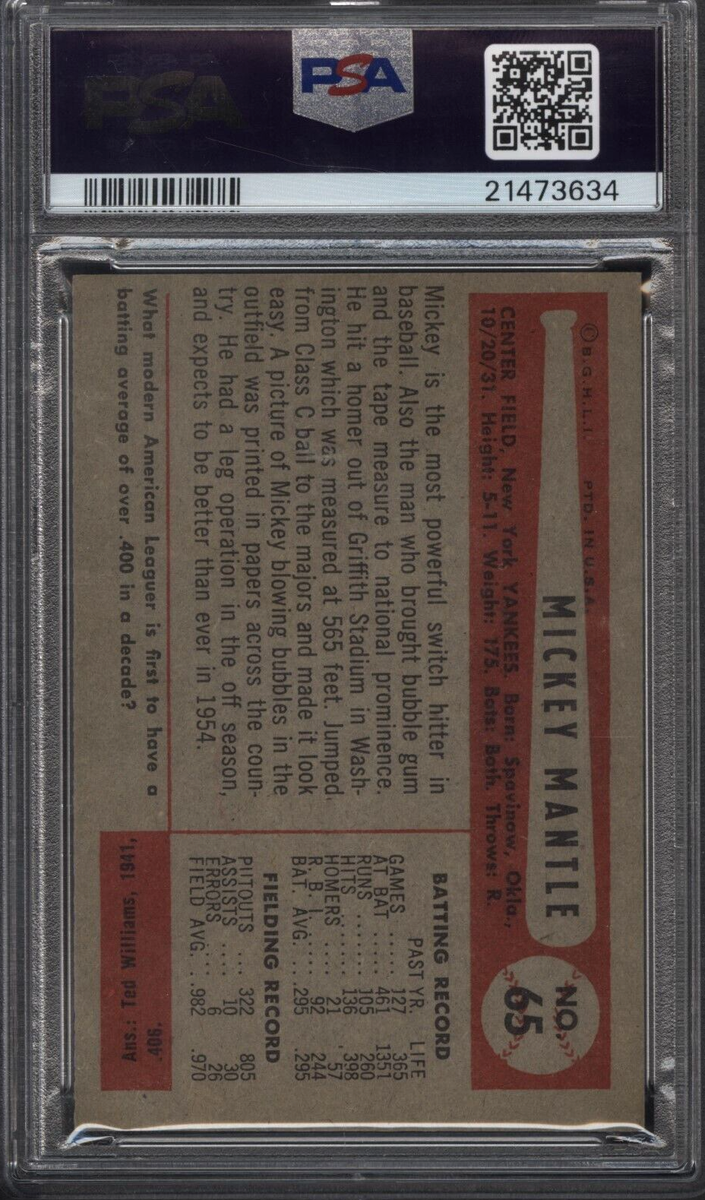 PSA
PSA
21473634
© B.G.H.L.I. PTD. IN U.S.A.
MICKEY MANTLE
NO. 65
CENTER FIELD, New York YANKEES. Born: Spavinow, Okla.,
10/20/31. Height: 5-11. Weight: 175. Bats: Both. Throws: R.
Mickey is the most powerful switch hitter in
baseball. Also the man who brought bubble gum
and the tape measure to national prominence.
He hit a homer out of Griffith Stadium in Wash-
ington which was measured at 565 feet. Jumped
from Class C ball to the majors and made it look
easy. A picture of Mickey blowing bubbles in the
outfield was printed in papers across the coun-
try. He had a leg operation in the off season,
and expects to be better than ever in 1954.
BATTING RECORD
PAST YR. LIFE
GAMES 127 365
AT BAT ..... 461 1351
RUNS ....... 105 260
HITS ..... 136 398
HOMERS .... 21 57
R. B. I. ..... 92 244
BAT. AVG. .. .295 .295
FIELDING RECORD
PUTOUTS ... 322 805
ASSISTS .... 10 30
ERRORS ... 6 26
FIELD AVG. .982 .970
What modern American Leaguer is first to have a
batting average of over .400 in a decade?
Ans: Ted Williams, 1941,
.406.